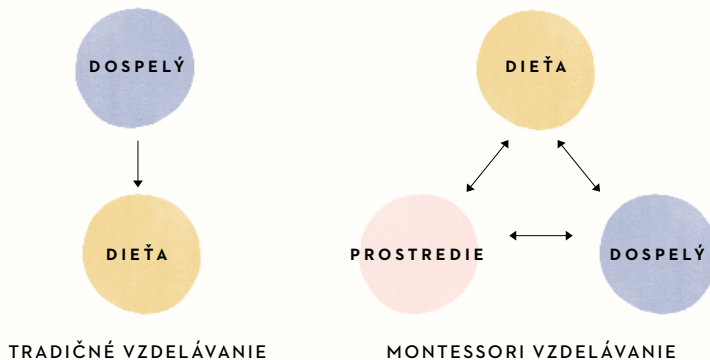 DOSPELÝ
DIEŤA
TRADIČNÉ VZDELÁVANIE
DIEŤA
PROSTREDIE
DOSPELÝ
MONTESSORI VZDELÁVANIE